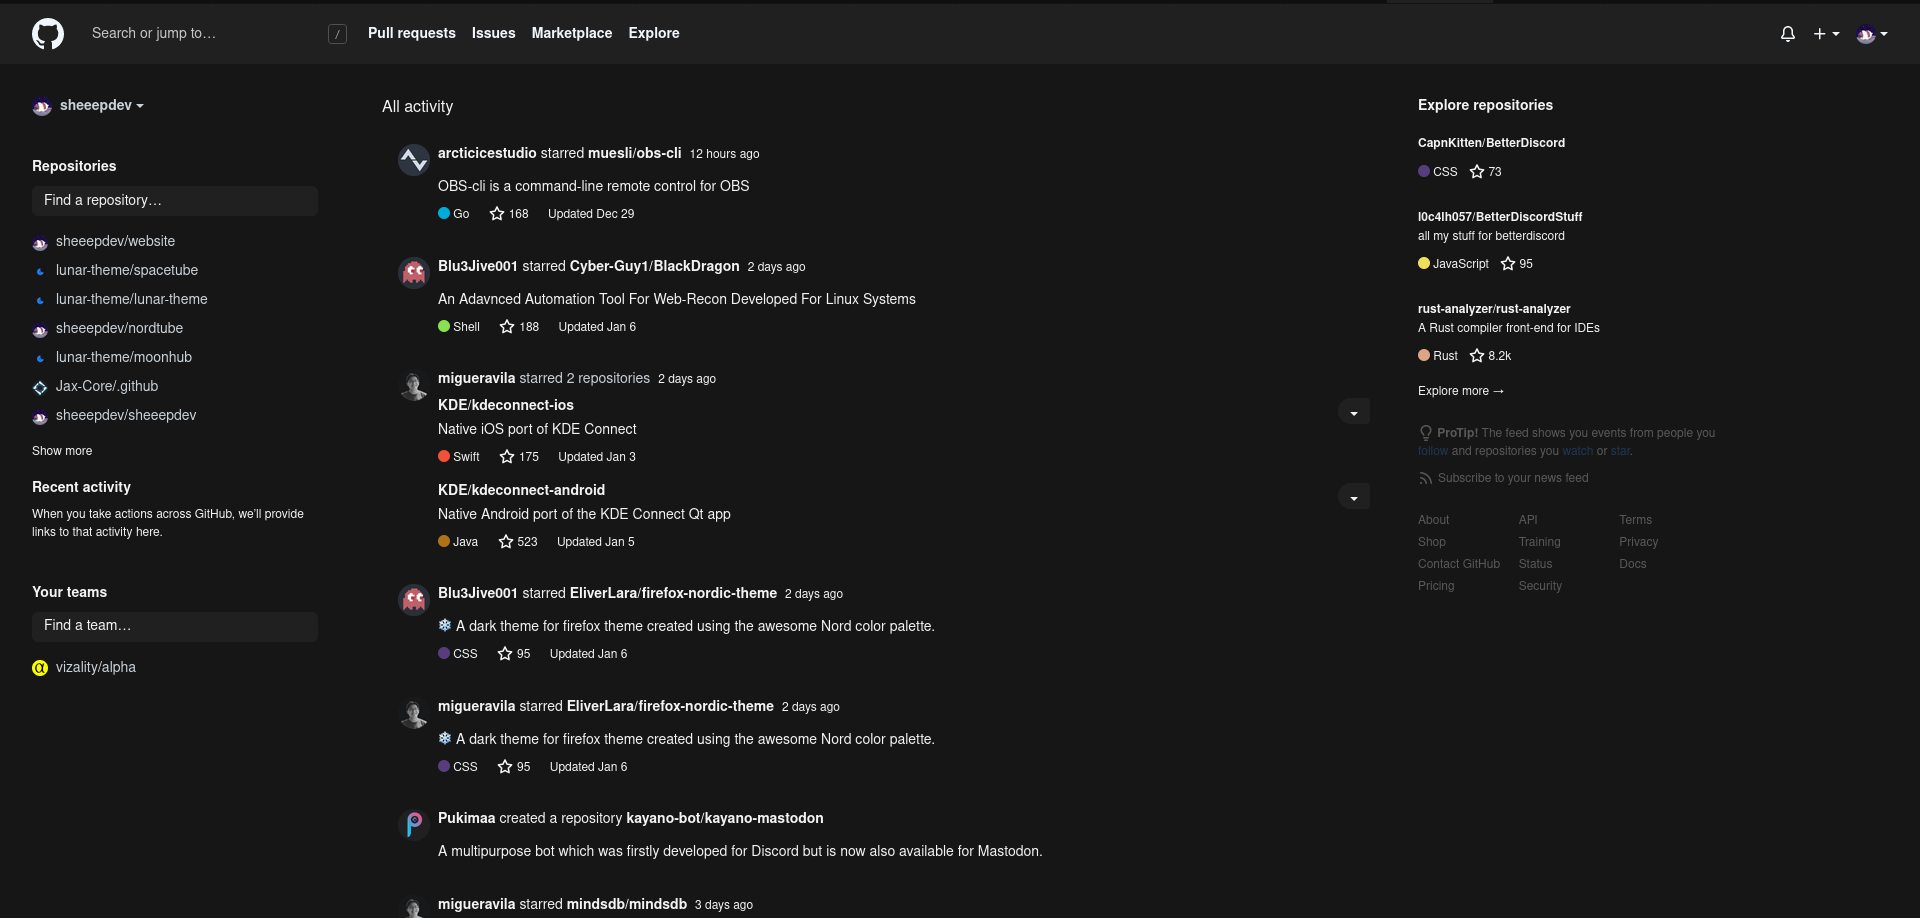 Search or jump to…
/
Pull requests
Issues
Marketplace
Explore
sheeepdev
Repositories
Find a repository…
sheeepdev/website
lunar-theme/spacetube
lunar-theme/lunar-theme
sheeepdev/nordtube
lunar-theme/moonhub
Jax-Core/.github
sheeepdev/sheeepdev
Show more
Recent activity
When you take actions across GitHub, we'll provide
links to that activity here.
Your teams
Find a team…
vizality/alpha
All activity
arcticicestudio starred muesli/obs-cli 12 hours ago
OBS-cli is a command-line remote control for OBS
Go 168 Updated Dec 29
Blu3Jive001 starred Cyber-Guy1/BlackDragon 2 days ago
An Adavnced Automation Tool For Web-Recon Developed For Linux Systems
Shell 188 Updated Jan 6
migueravila starred 2 repositories 2 days ago
KDE/kdeconnect-ios
Native iOS port of KDE Connect
Swift 175 Updated Jan 3
KDE/kdeconnect-android
Native Android port of the KDE Connect Qt app
Java 523 Updated Jan 5
Blu3Jive001 starred EliverLara/firefox-nordic-theme 2 days ago
❄ A dark theme for firefox theme created using the awesome Nord color palette.
CSS 95 Updated Jan 6
migueravila starred EliverLara/firefox-nordic-theme 2 days ago
❄ A dark theme for firefox theme created using the awesome Nord color palette.
CSS 95 Updated Jan 6
Pukimaa created a repository kayano-bot/kayano-mastodon
A multipurpose bot which was firstly developed for Discord but is now also available for Mastodon.
migueravila starred mindsdb/mindsdb 3 days ago
Explore repositories
CapnKitten/BetterDiscord
CSS 73
l0c4lh057/BetterDiscordStuff
all my stuff for betterdiscord
JavaScript 95
rust-analyzer/rust-analyzer
A Rust compiler front-end for IDEs
Rust 8.2k
Explore more →
ProTip! The feed shows you events from people you
follow and repositories you watch or star.
Subscribe to your news feed
About API Terms
Shop Training Privacy
Contact GitHub Status Docs
Pricing Security